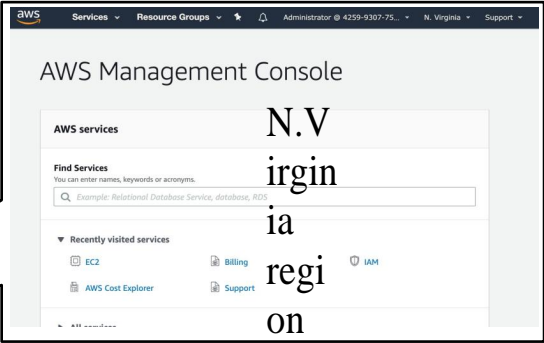 aws Services Resource Groups Administrator @ 4259-9307-75... N. Virginia Support
AWS Management Console
AWS services
N.V
irgin
ia
regi
on
Find Services
You can enter names, keywords or acronyms.
Example: Relational Database Service, database, RDS
Recently visited services
EC2 Billing IAM
AWS Cost Explorer Support
All services